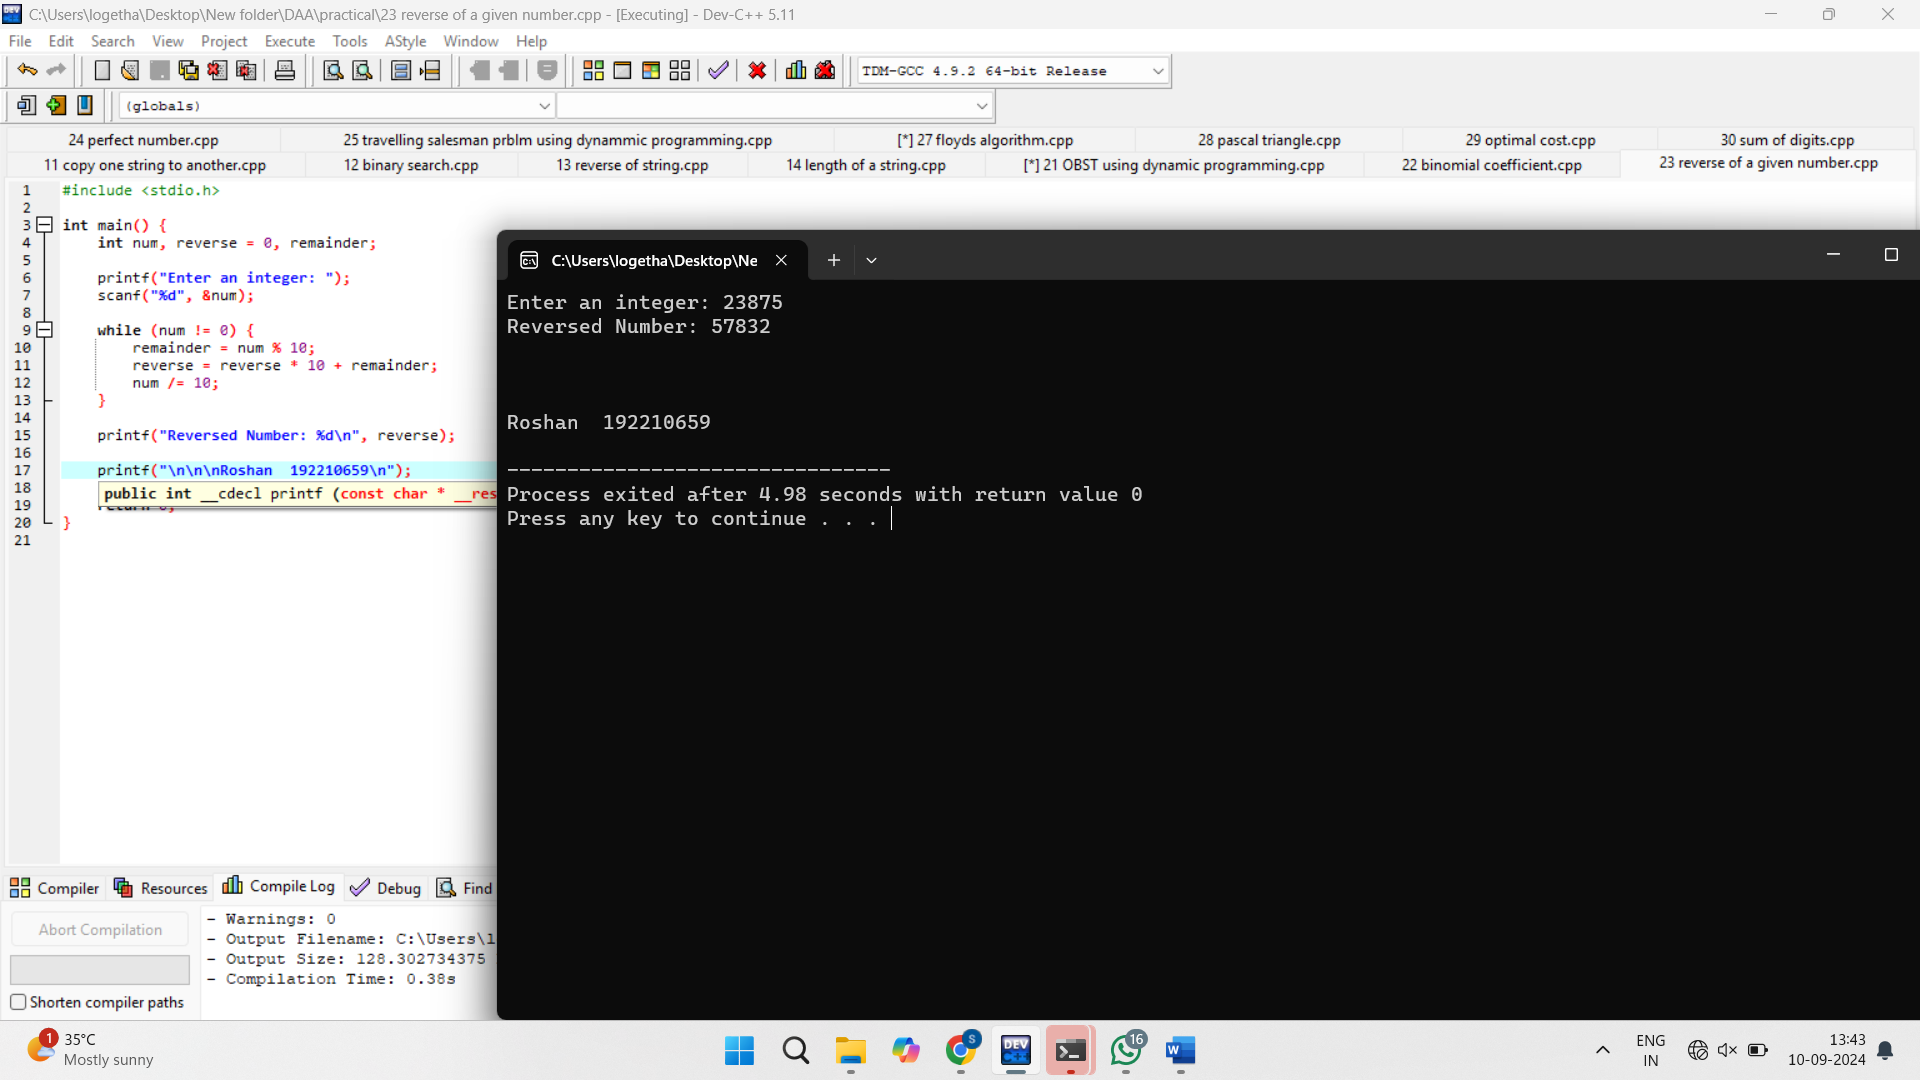 C:\Users\logetha\Desktop\New folder\DAA\practical\23 reverse of a given number.cpp - [Executing] - Dev-C++ 5.11
File Edit Search View Project Execute Tools AStyle Window Help
TDM-GCC 4.9.2 64-bit Release
(globals)
24 perfect number.cpp 25 travelling salesman prblm using dynammic programming.cpp [*] 27 floyds algorithm.cpp 28 pascal triangle.cpp 29 optimal cost.cpp 30 sum of digits.cpp
11 copy one string to another.cpp 12 binary search.cpp 13 reverse of string.cpp 14 length of a string.cpp [*] 21 OBST using dynamic programming.cpp 22 binomial coefficient.cpp 23 reverse of a given number.cpp
1 #include <stdio.h>
2
3 int main() {
4 int num, reverse = 0, remainder;
5
6 printf("Enter an integer: ");
7 scanf("%d", &num);
8
9 while (num != 0) {
10 remainder = num % 10;
11 reverse = reverse * 10 + remainder;
12 num /= 10;
13 }
14
15 printf("Reversed Number: %d\n", reverse);
16
17 printf("\n\n\nRoshan  192210659\n");
18 public int __cdecl printf (const char * __res
19
20 }
21
C:\Users\logetha\Desktop\Ne
Enter an integer: 23875
Reversed Number: 57832
Roshan  192210659
--------------------------------
Process exited after 4.98 seconds with return value 0
Press any key to continue . . .
Compiler Resources Compile Log Debug Find
Abort Compilation
Shorten compiler paths
- Warnings: 0
- Output Filename: C:\Users\l
- Output Size: 128.302734375
- Compilation Time: 0.38s
1
35°C
Mostly sunny
DEV
S
16
W
ENG
IN
13:43
10-09-2024